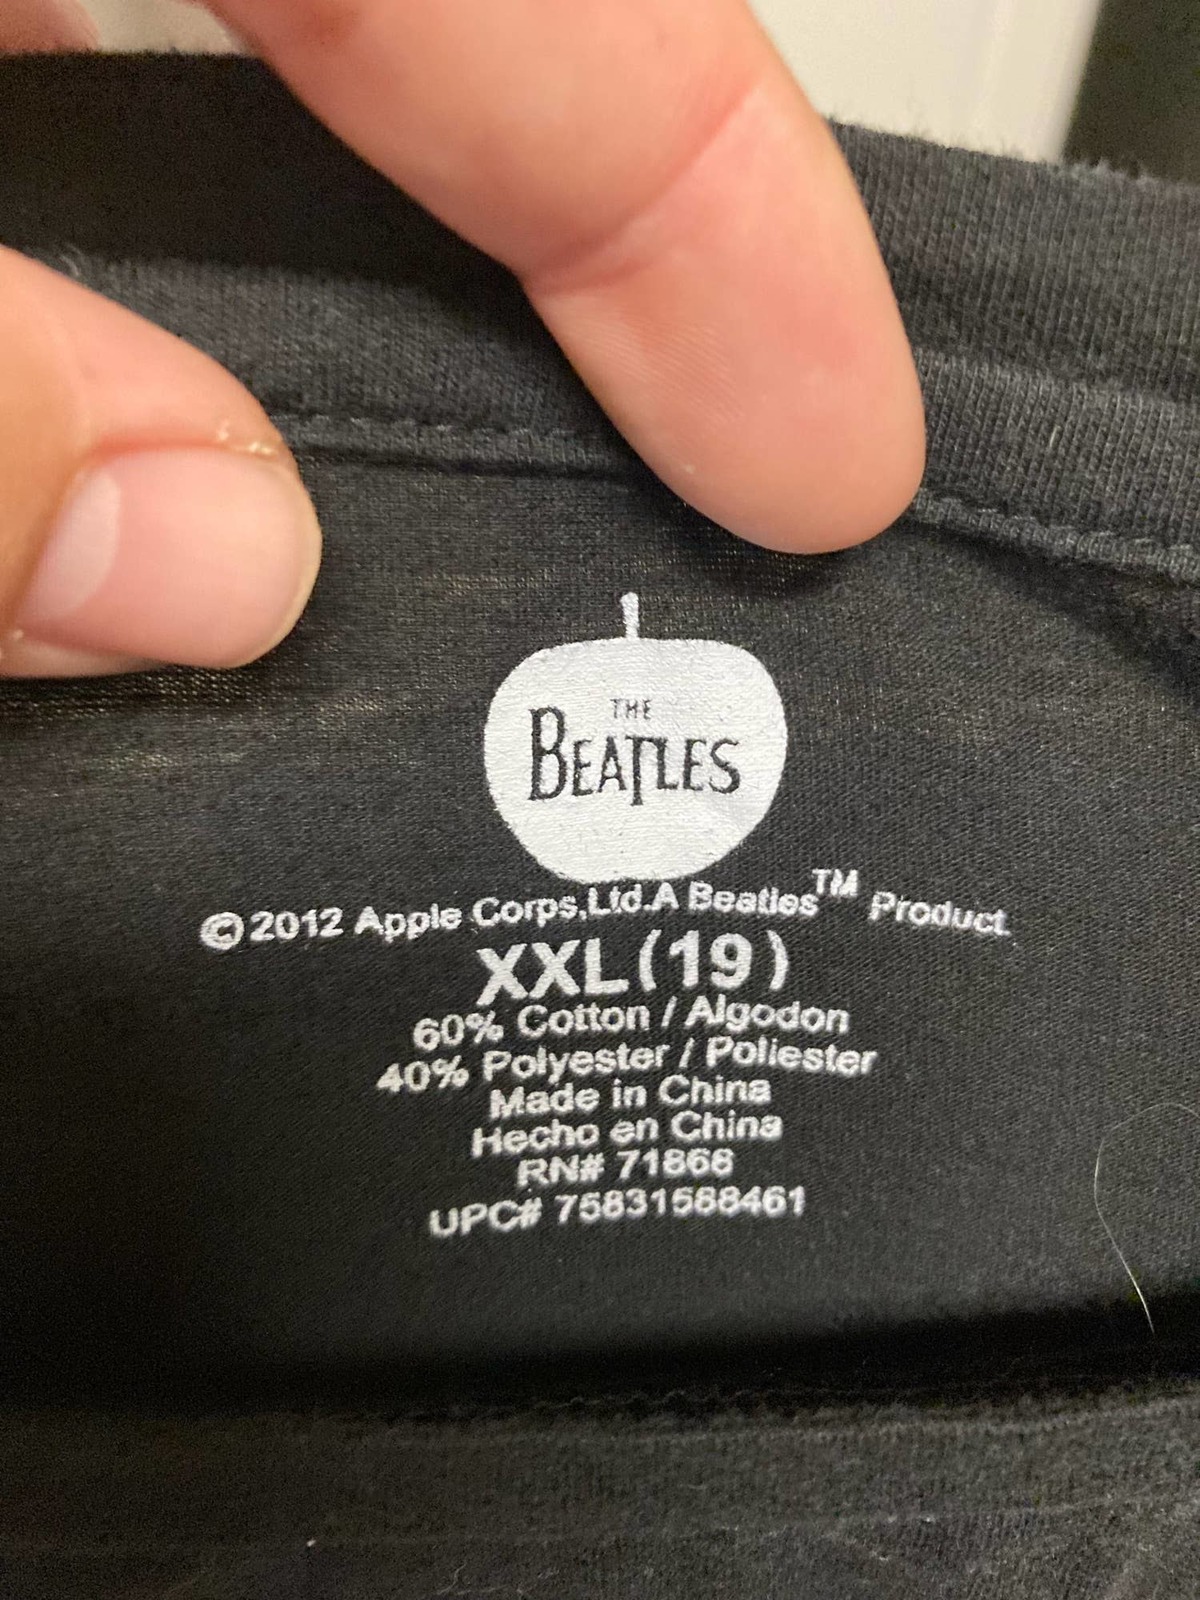 THE
BEATLES
©2012 Apple Corps,Ltd.A Beatles™ Product.
XXL(19)
60% Cotton / Algodon
40% Polyester / Poliester
Made in China
Hecho en China
RN# 71868
UPC# 75831588461